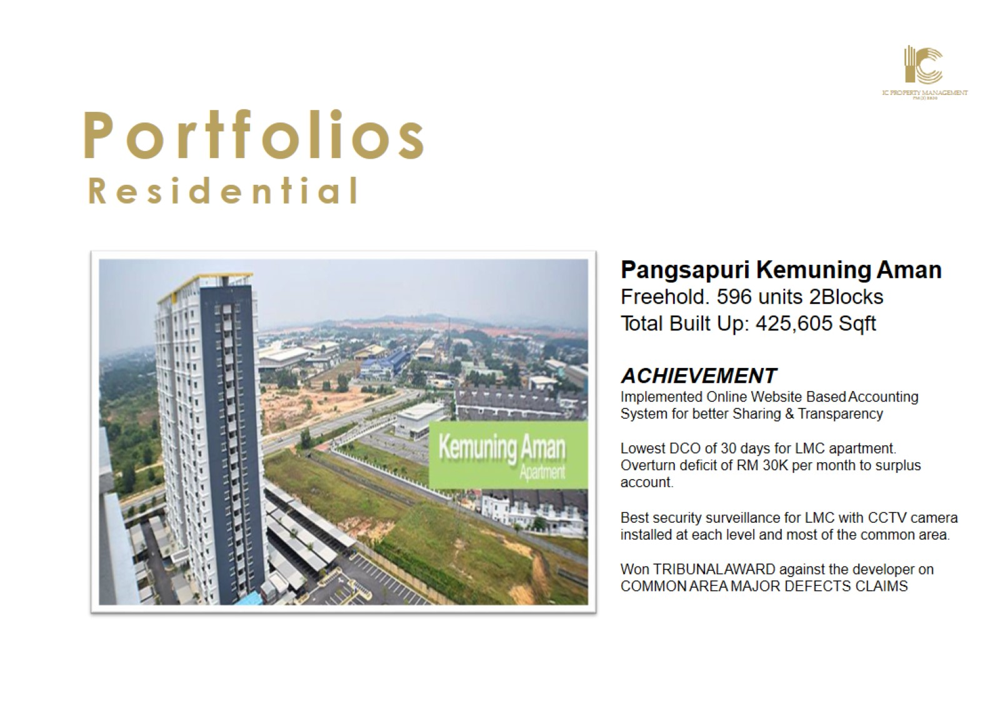 IC PROPERTY MANAGEMENT
Portfolios
Residential
Kemuning Aman
Apartment
Pangsapuri Kemuning Aman
Freehold. 596 units 2Blocks
Total Built Up: 425,605 Sqft
ACHIEVEMENT
Implemented Online Website Based Accounting
System for better Sharing & Transparency
Lowest DCO of 30 days for LMC apartment.
Overturn deficit of RM 30K per month to surplus
account.
Best security surveillance for LMC with CCTV camera
installed at each level and most of the common area.
Won TRIBUNAL AWARD against the developer on
COMMON AREA MAJOR DEFECTS CLAIMS